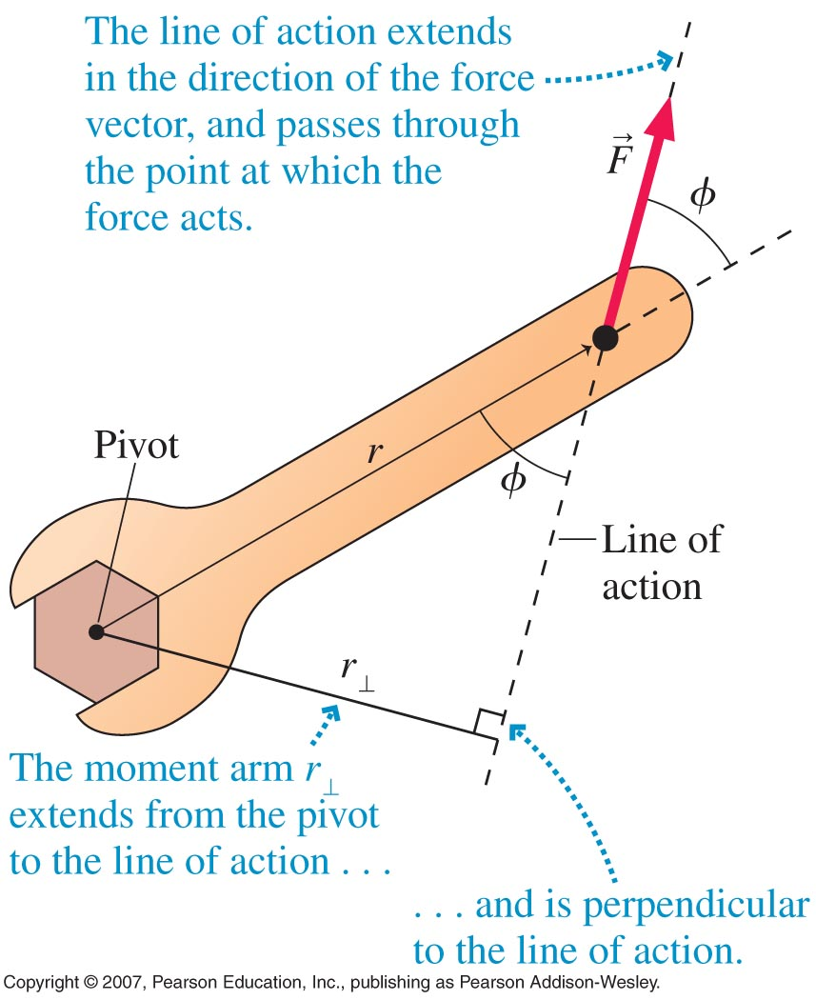 The line of action extends
in the direction of the force
vector, and passes through
the point at which the
force acts.
F⃗
ϕ
Pivot
r
ϕ
Line of
action
r⊥
The moment arm r⊥
extends from the pivot
to the line of action . . .
. . . and is perpendicular
to the line of action.
Copyright © 2007, Pearson Education, Inc., publishing as Pearson Addison-Wesley.